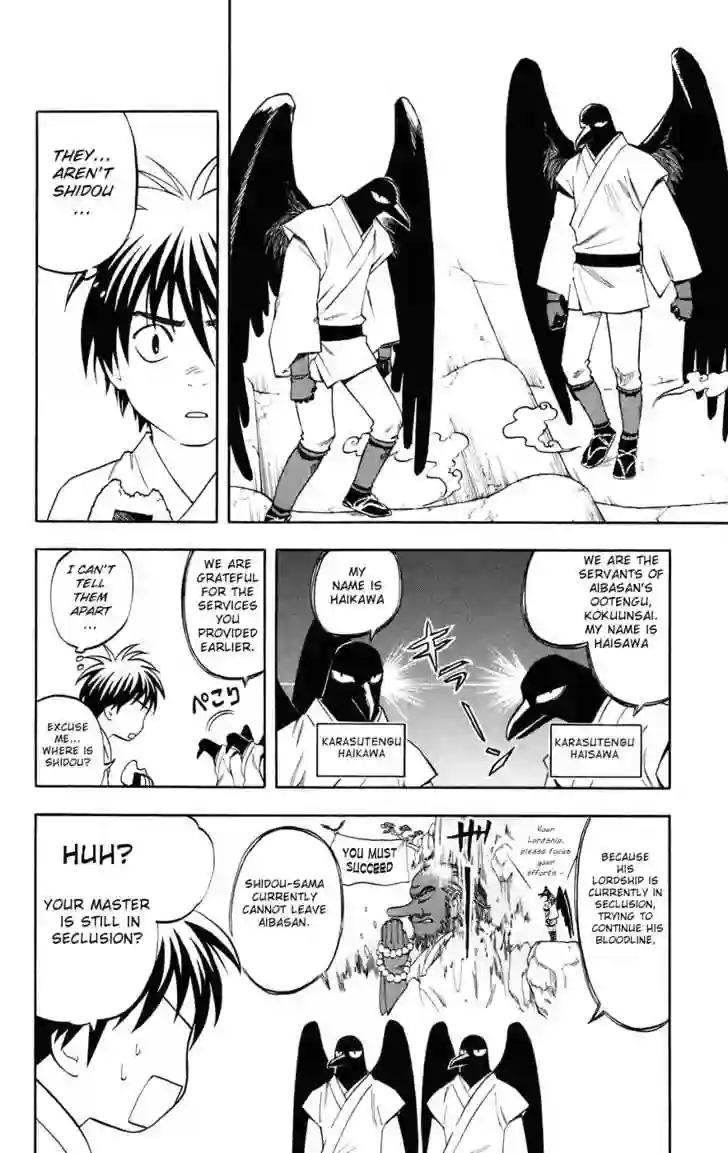 THEY...
AREN'T
SHIDOU
...
WE ARE THE
SERVANTS OF
AIBASAN'S
OOTENGU,
KOKUUNSAI.
MY NAME IS
HAISAWA
MY
NAME IS
HAIKAWA
キラーン
KARASUTENGU
HAISAWA
KARASUTENGU
HAIKAWA
WE ARE
GRATEFUL
FOR THE
SERVICES
YOU
PROVIDED
EARLIER.
ぺこり
I CAN'T
TELL
THEM
APART
...
EXCUSE
ME...
WHERE IS
SHIDOU?
BECAUSE
HIS
LORDSHIP IS
CURRENTLY IN
SECLUSION,
TRYING TO
CONTINUE HIS
BLOODLINE,
Your
Lordship,
please focus
your
efforts -
YOU MUST
SUCCEED
SHIDOU-SAMA
CURRENTLY
CANNOT LEAVE
AIBASAN.
HUH?
YOUR MASTER
IS STILL IN
SECLUSION?